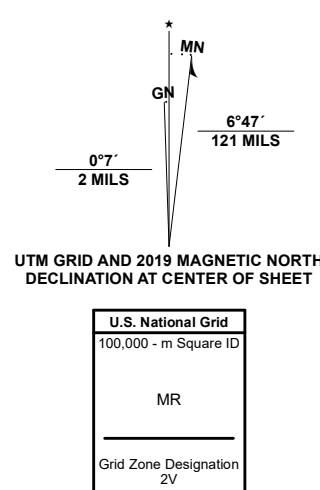 ★
MN
GN
6°47´
121 MILS
0°7´
2 MILS
UTM GRID AND 2019 MAGNETIC NORTH
DECLINATION AT CENTER OF SHEET
U.S. National Grid
100,000 - m Square ID
MR
Grid Zone Designation
2V